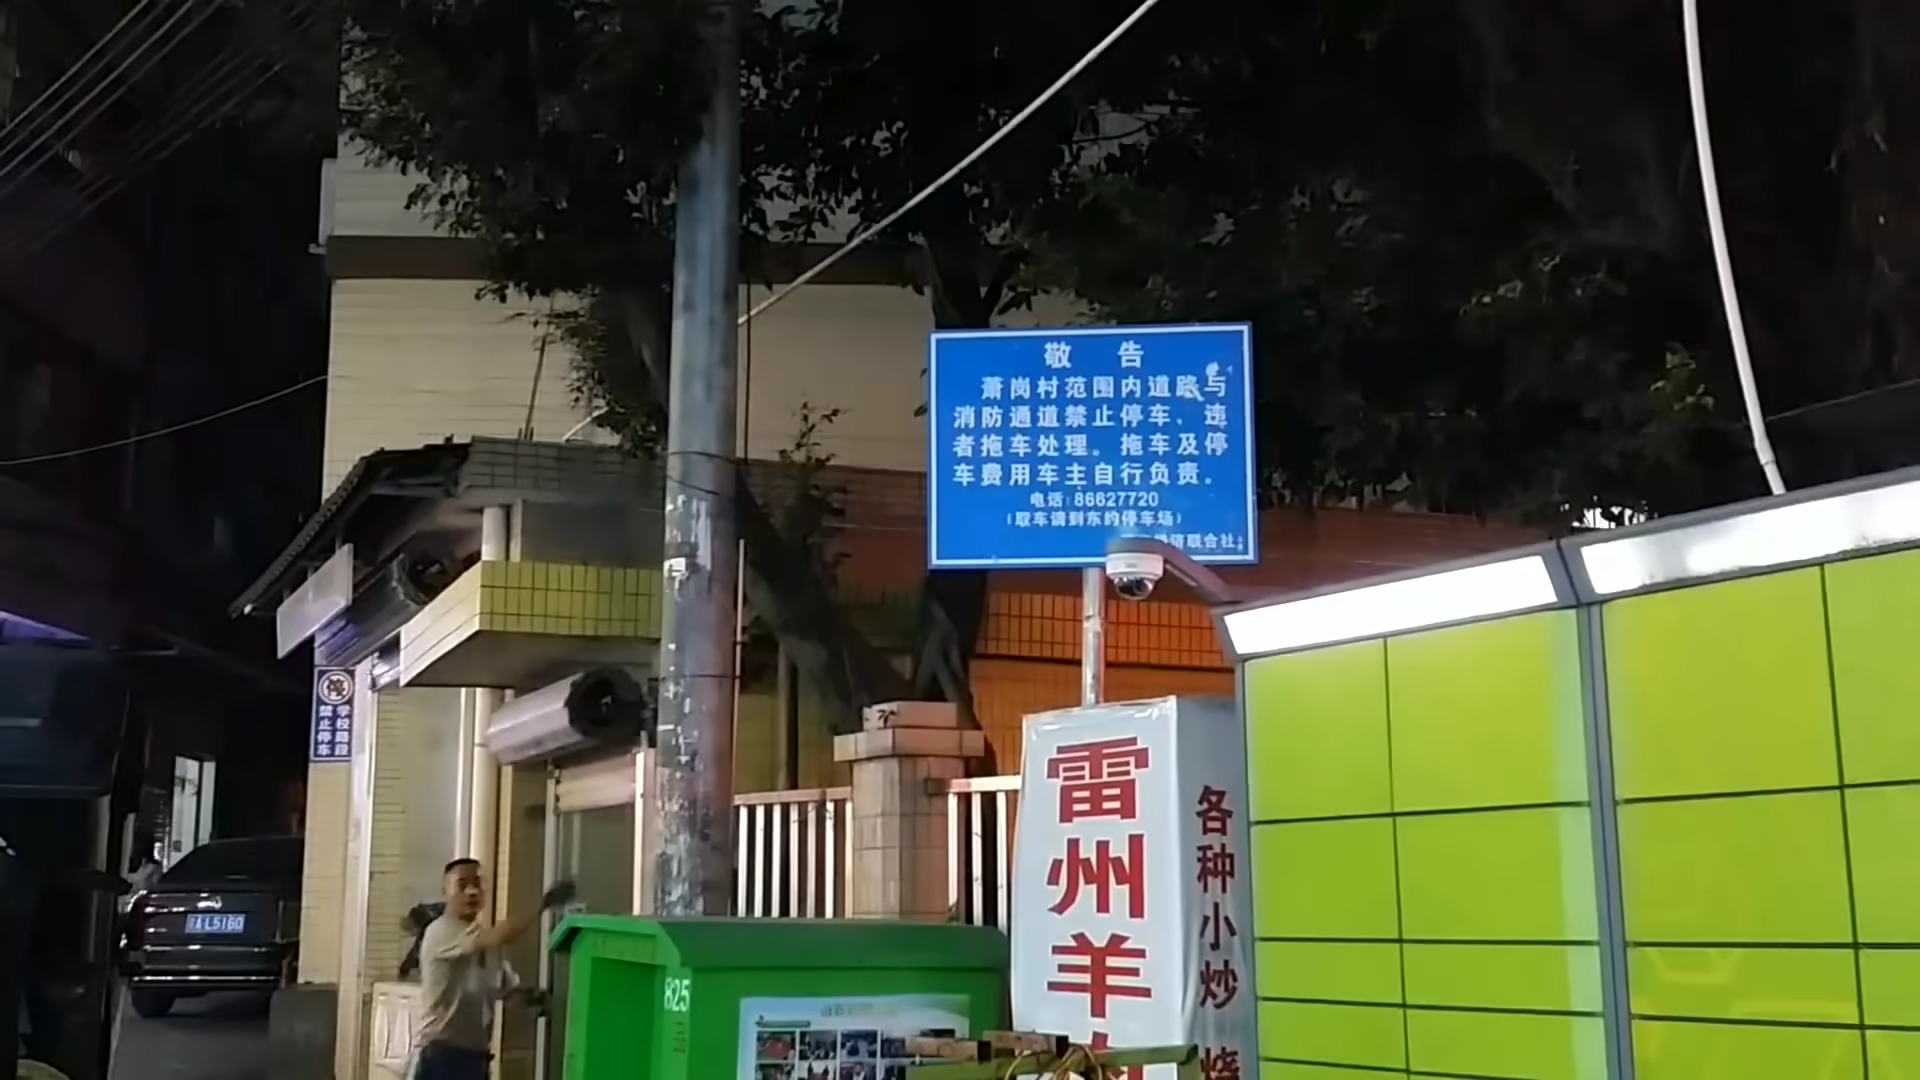 敬 告
萧岗村范围内道路与
消防通道禁止停车、违
者拖车处理。拖车及停
车费用车主自行负责。
电话:86627720
(取车请到东约停车场)
联合社
学校路段
禁止停车
雷州羊
各种小炒 烧
A L5160
825